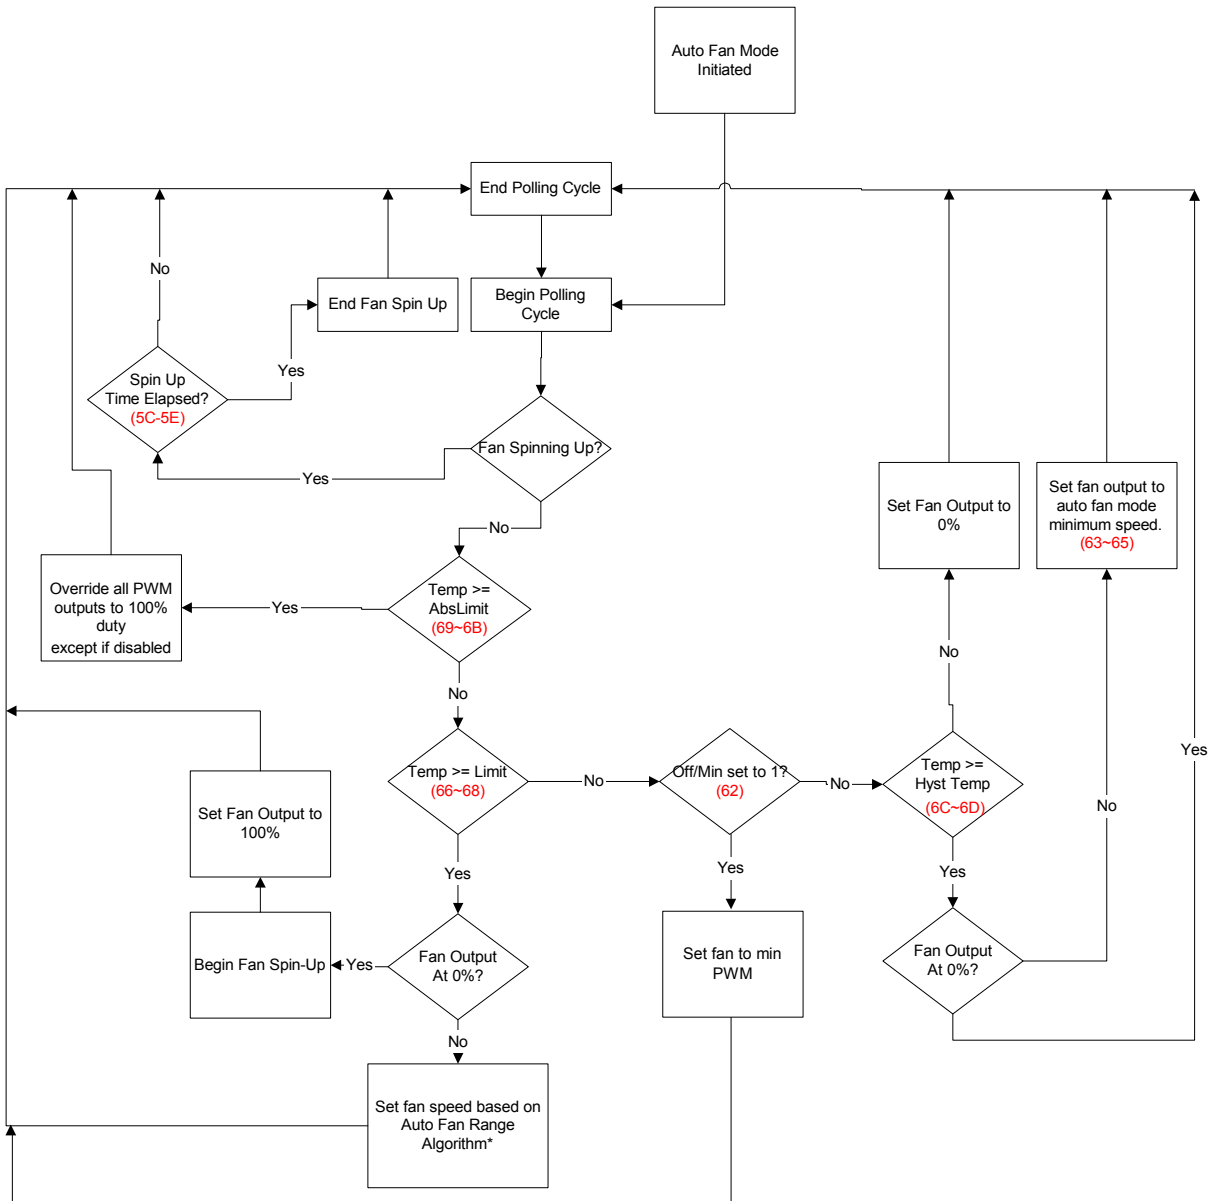 Auto Fan Mode
Initiated
End Polling Cycle
No
End Fan Spin Up
Begin Polling
Cycle
Yes
Spin Up
Time Elapsed?
(5C-5E)
Fan Spinning Up?
Yes
Set Fan Output to
0%
Set fan output to
auto fan mode
minimum speed.
(63~65)
No
Override all PWM
outputs to 100%
duty
except if disabled
Yes
Temp >=
AbsLimit
(69~6B)
No
No
Yes
Set Fan Output to
100%
Temp >= Limit
(66~68)
No
Off/Min set to 1?
(62)
No
Temp >=
Hyst Temp
(6C~6D)
No
Yes
Yes
Yes
Begin Fan Spin-Up
Yes
Fan Output
At 0%?
Set fan to min
PWM
Fan Output
At 0%?
No
Set fan speed based on
Auto Fan Range
Algorithm*